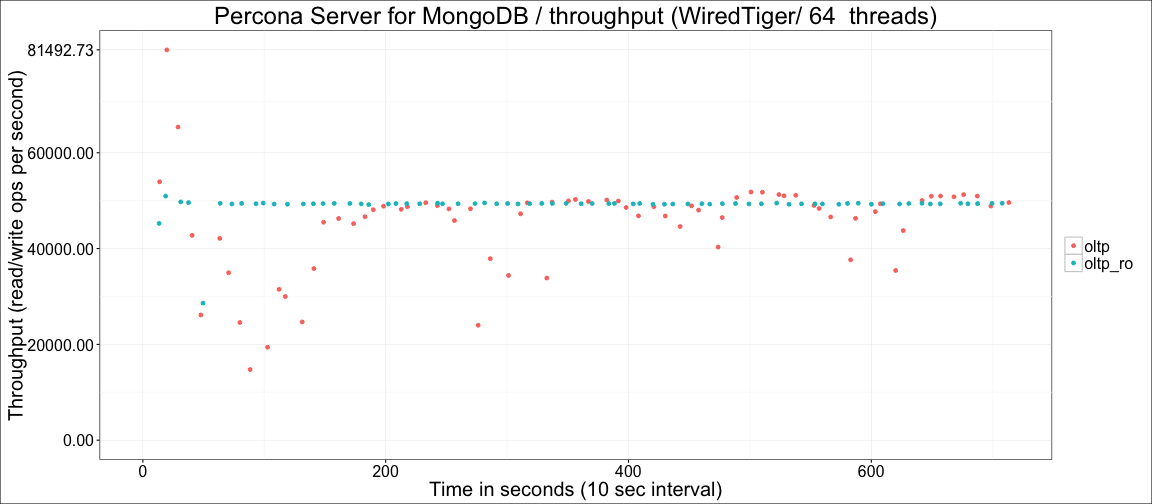 Percona Server for MongoDB / throughput (WiredTiger/ 64  threads)
Throughput (read/write ops per second)
81492.73
60000.00
40000.00
20000.00
0.00
0
200
400
600
Time in seconds (10 sec interval)
oltp
oltp_ro